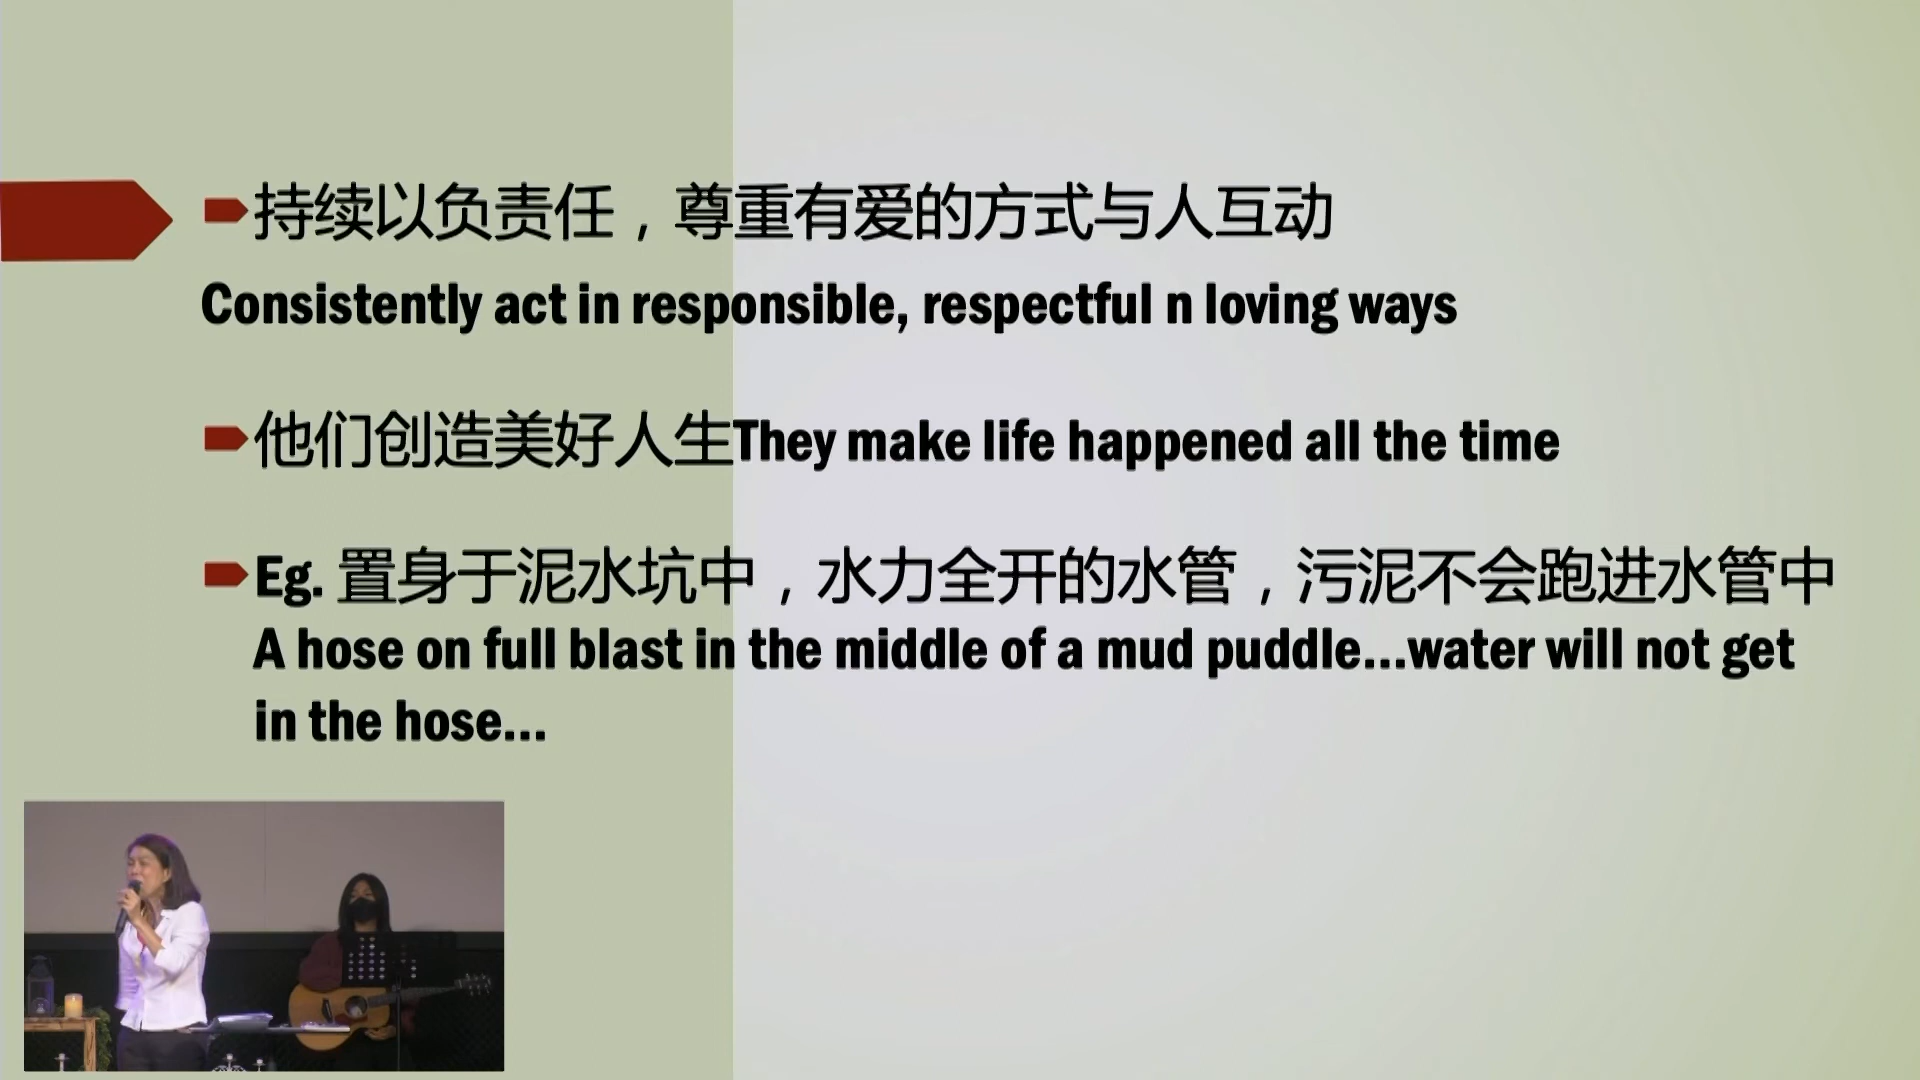 持续以负责任，尊重有爱的方式与人互动
Consistently act in responsible, respectful n loving ways
他们创造美好人生They make life happened all the time
Eg. 置身于泥水坑中，水力全开的水管，污泥不会跑进水管中
A hose on full blast in the middle of a mud puddle...water will not get
in the hose...